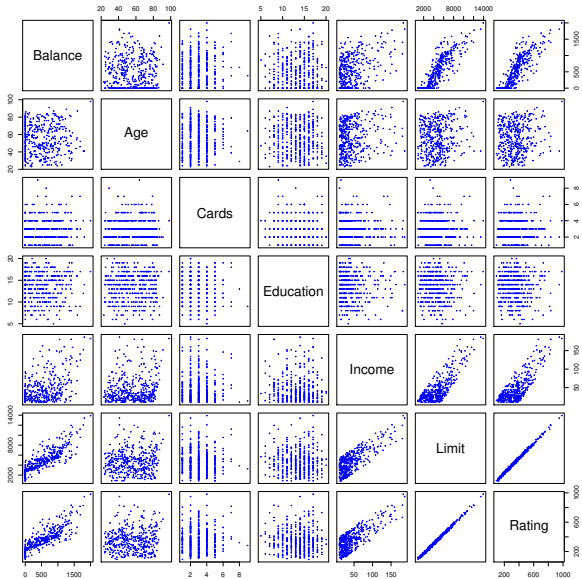 20 40 60 80 100
5 10 15 20
2000 8000 14000
Balance
0 500 1500
20 40 60 80 100
Age
Cards
2 4 6 8
5 10 15 20
Education
Income
50 100 150
2000 8000 14000
Limit
Rating
200 600 1000
0 500 1500
2 4 6 8
50 100 150
200 600 1000